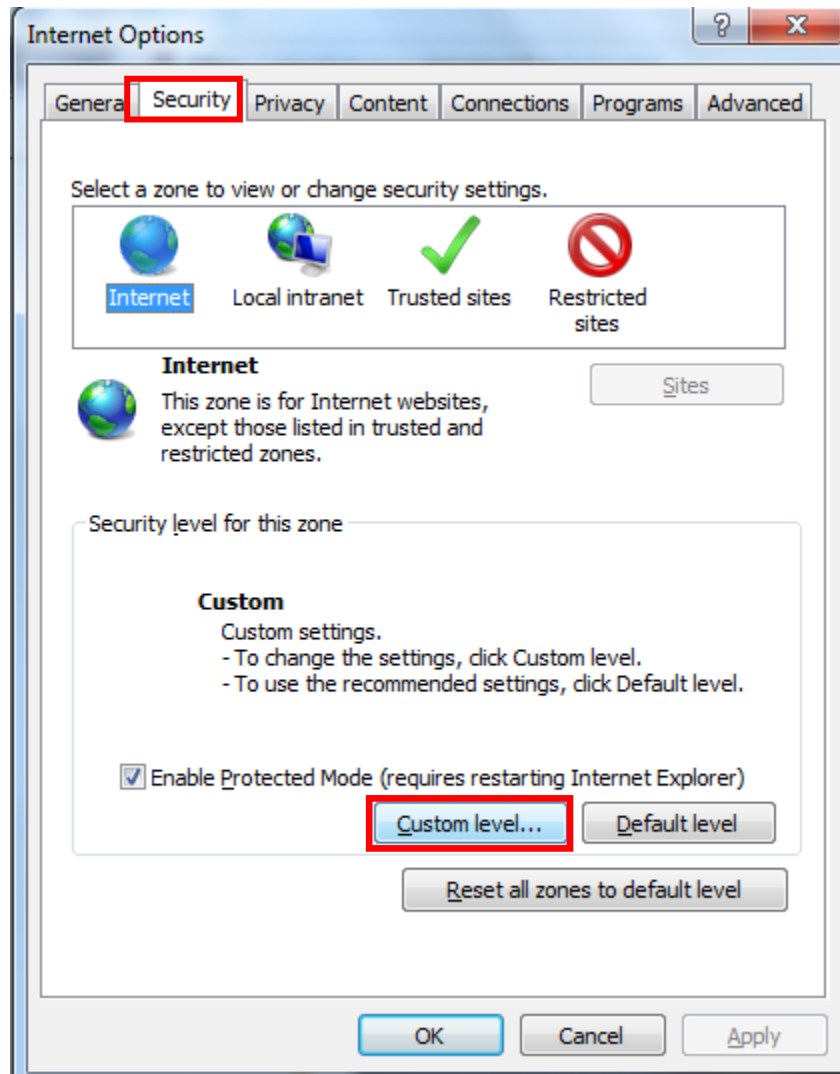 Internet Options
General Security Privacy Content Connections Programs Advanced
Select a zone to view or change security settings.
Internet Local intranet Trusted sites Restricted sites
Internet
Sites
This zone is for Internet websites,
except those listed in trusted and
restricted zones.
Security level for this zone
Custom
Custom settings.
- To change the settings, click Custom level.
- To use the recommended settings, click Default level.
Enable Protected Mode (requires restarting Internet Explorer)
Custom level... Default level
Reset all zones to default level
OK Cancel Apply